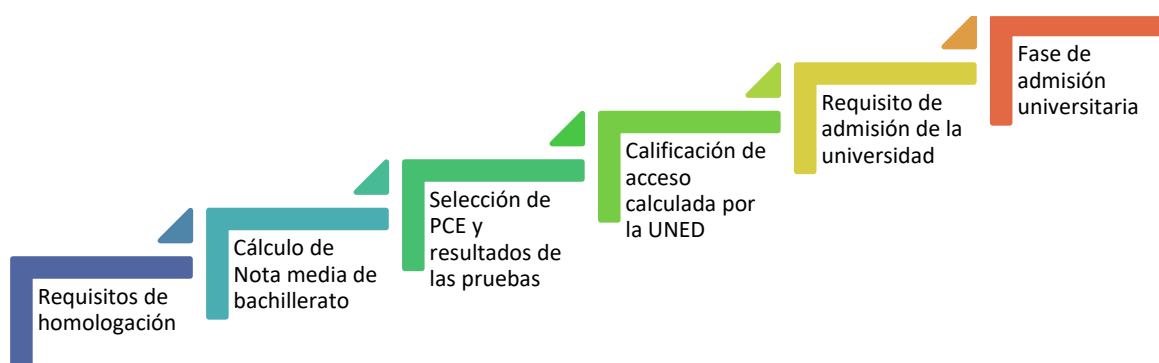 Requisitos de
homologación
Cálculo de
Nota media de
bachillerato
Selección de
PCE y
resultados de
las pruebas
Calificación de
acceso
calculada por
la UNED
Requisito de
admisión de la
universidad
Fase de
admisión
universitaria